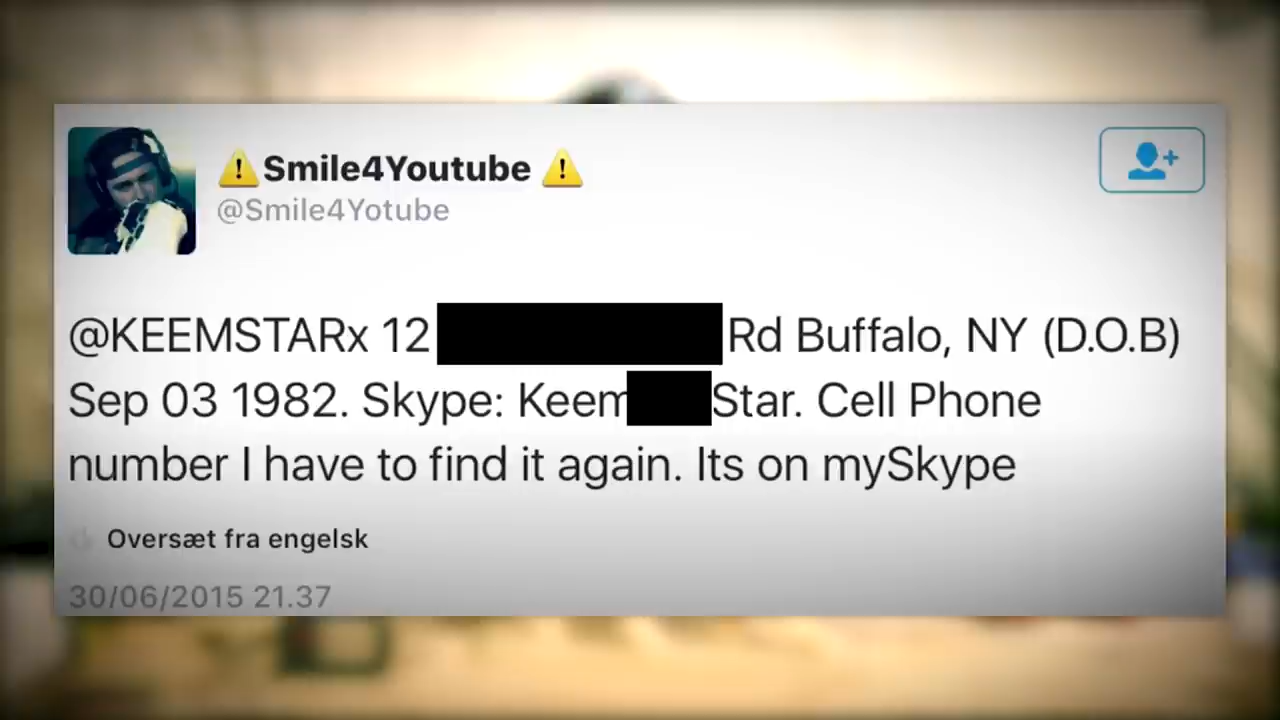 ⚠️Smile4Youtube ⚠️
@Smile4Yotube
@KEEMSTARx 12 Rd Buffalo, NY (D.O.B)
Sep 03 1982. Skype: Keem Star. Cell Phone
number I have to find it again. Its on mySkype
Oversæt fra engelsk
30/06/2015 21.37